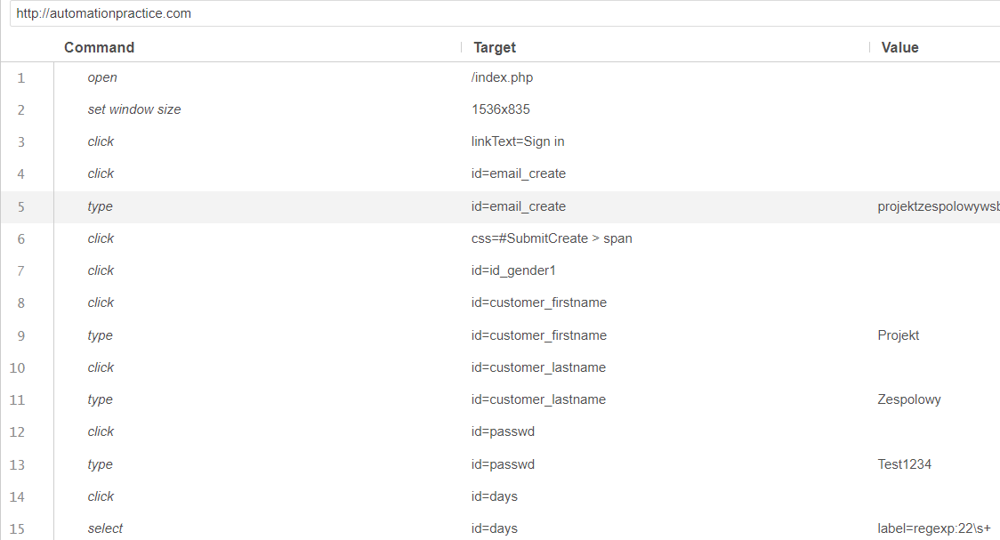 http://automationpractice.com
Command Target Value
1 open /index.php
2 set window size 1536x835
3 click linkText=Sign in
4 click id=email_create
5 type id=email_create projektzespolowywsb
6 click css=#SubmitCreate > span
7 click id=id_gender1
8 click id=customer_firstname
9 type id=customer_firstname Projekt
10 click id=customer_lastname
11 type id=customer_lastname Zespolowy
12 click id=passwd
13 type id=passwd Test1234
14 click id=days
15 select id=days label=regexp:22\s+